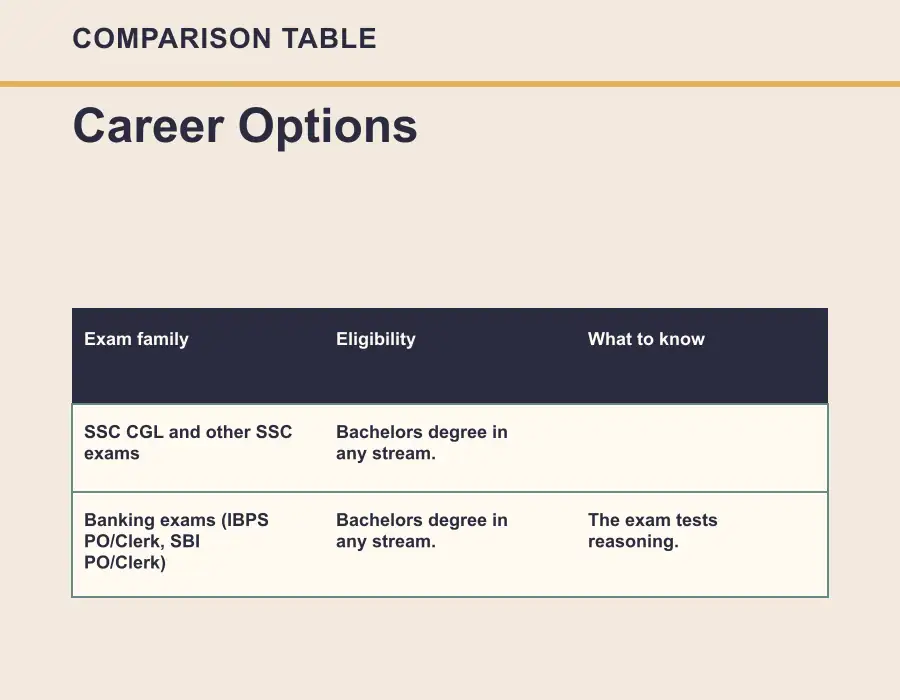 COMPARISON TABLE
Career Options
Exam family
Eligibility
What to know
SSC CGL and other SSC
exams
Bachelors degree in
any stream.
Banking exams (IBPS
PO/Clerk, SBI
PO/Clerk)
Bachelors degree in
any stream.
The exam tests
reasoning.